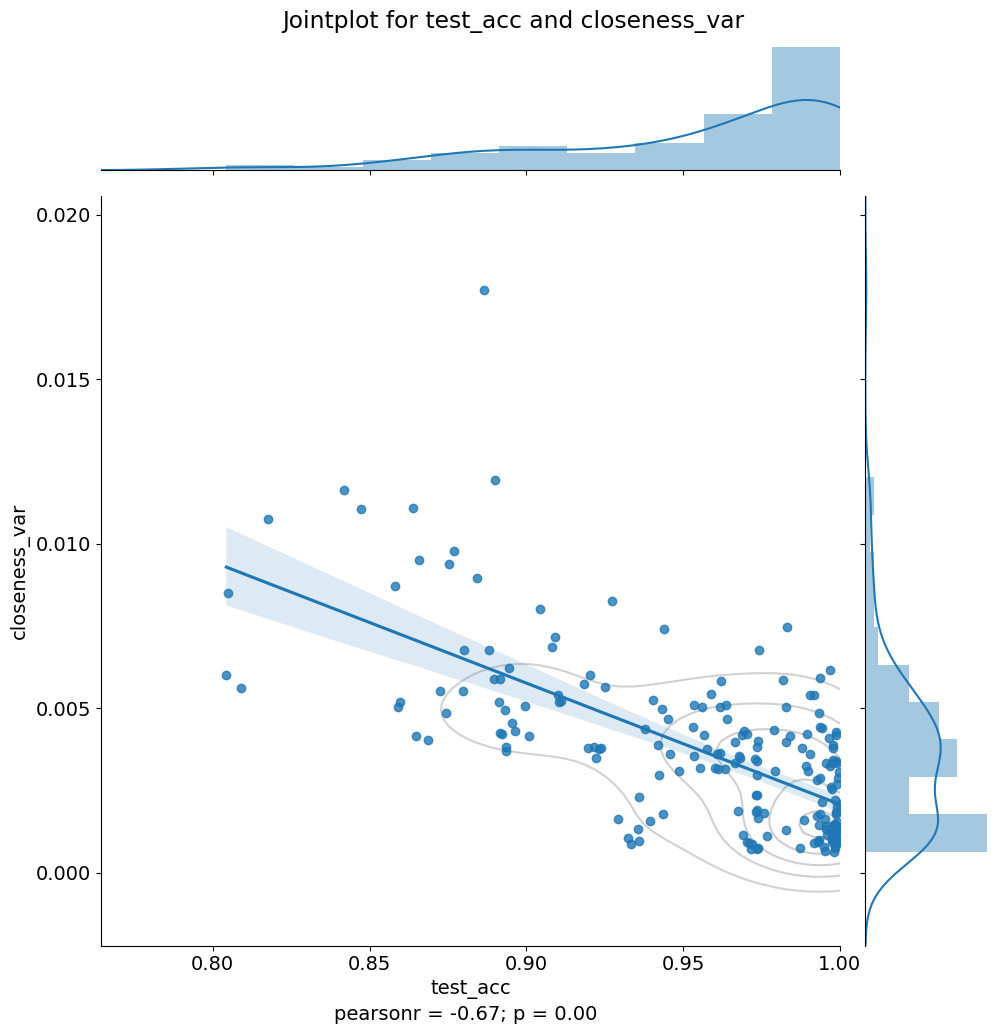 Jointplot for test_acc and closeness_var
0.020
0.015
0.010
0.005
0.000
closeness_var
0.80 0.85 0.90 0.95 1.00
test_acc
pearsonr = -0.67; p = 0.00